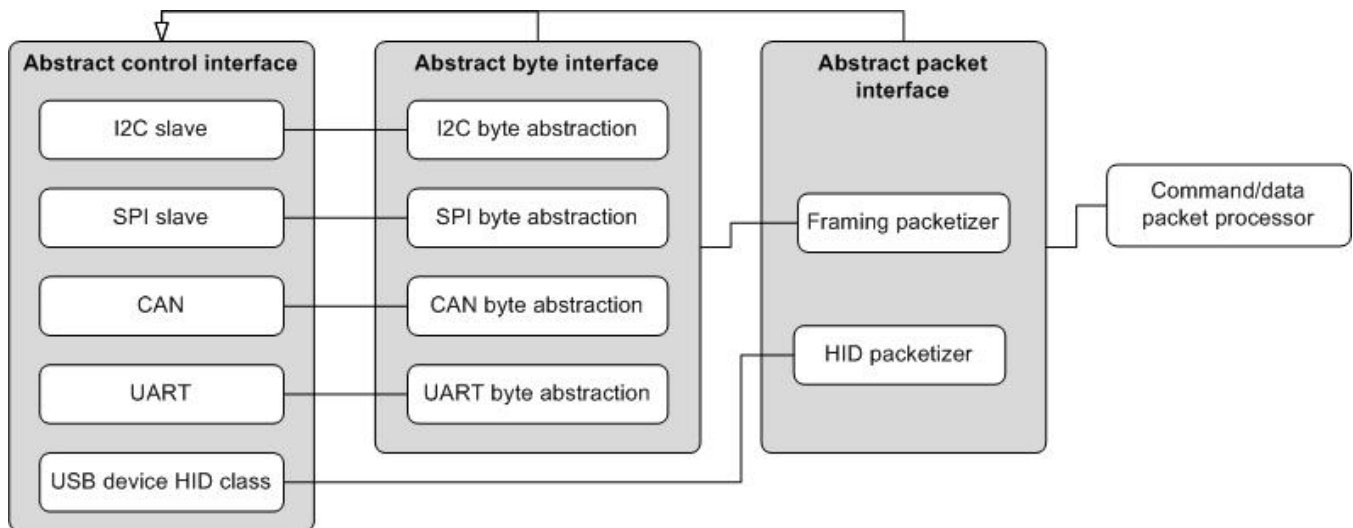 Abstract control interface
I2C slave
SPI slave
CAN
UART
USB device HID class
Abstract byte interface
I2C byte abstraction
SPI byte abstraction
CAN byte abstraction
UART byte abstraction
Abstract packet
interface
Framing packetizer
HID packetizer
Command/data
packet processor